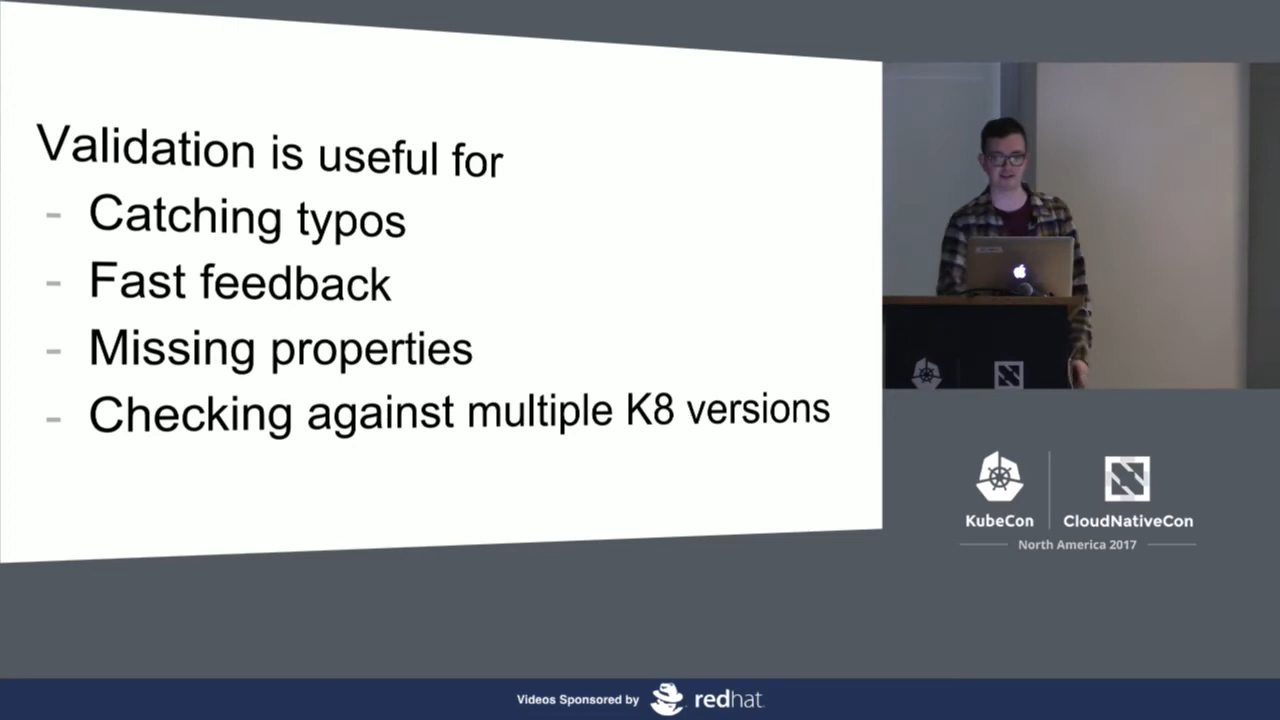 Validation is useful for
- Catching typos
- Fast feedback
- Missing properties
- Checking against multiple K8 versions
KubeCon
CloudNativeCon
North America 2017
Videos Sponsored by
redhat